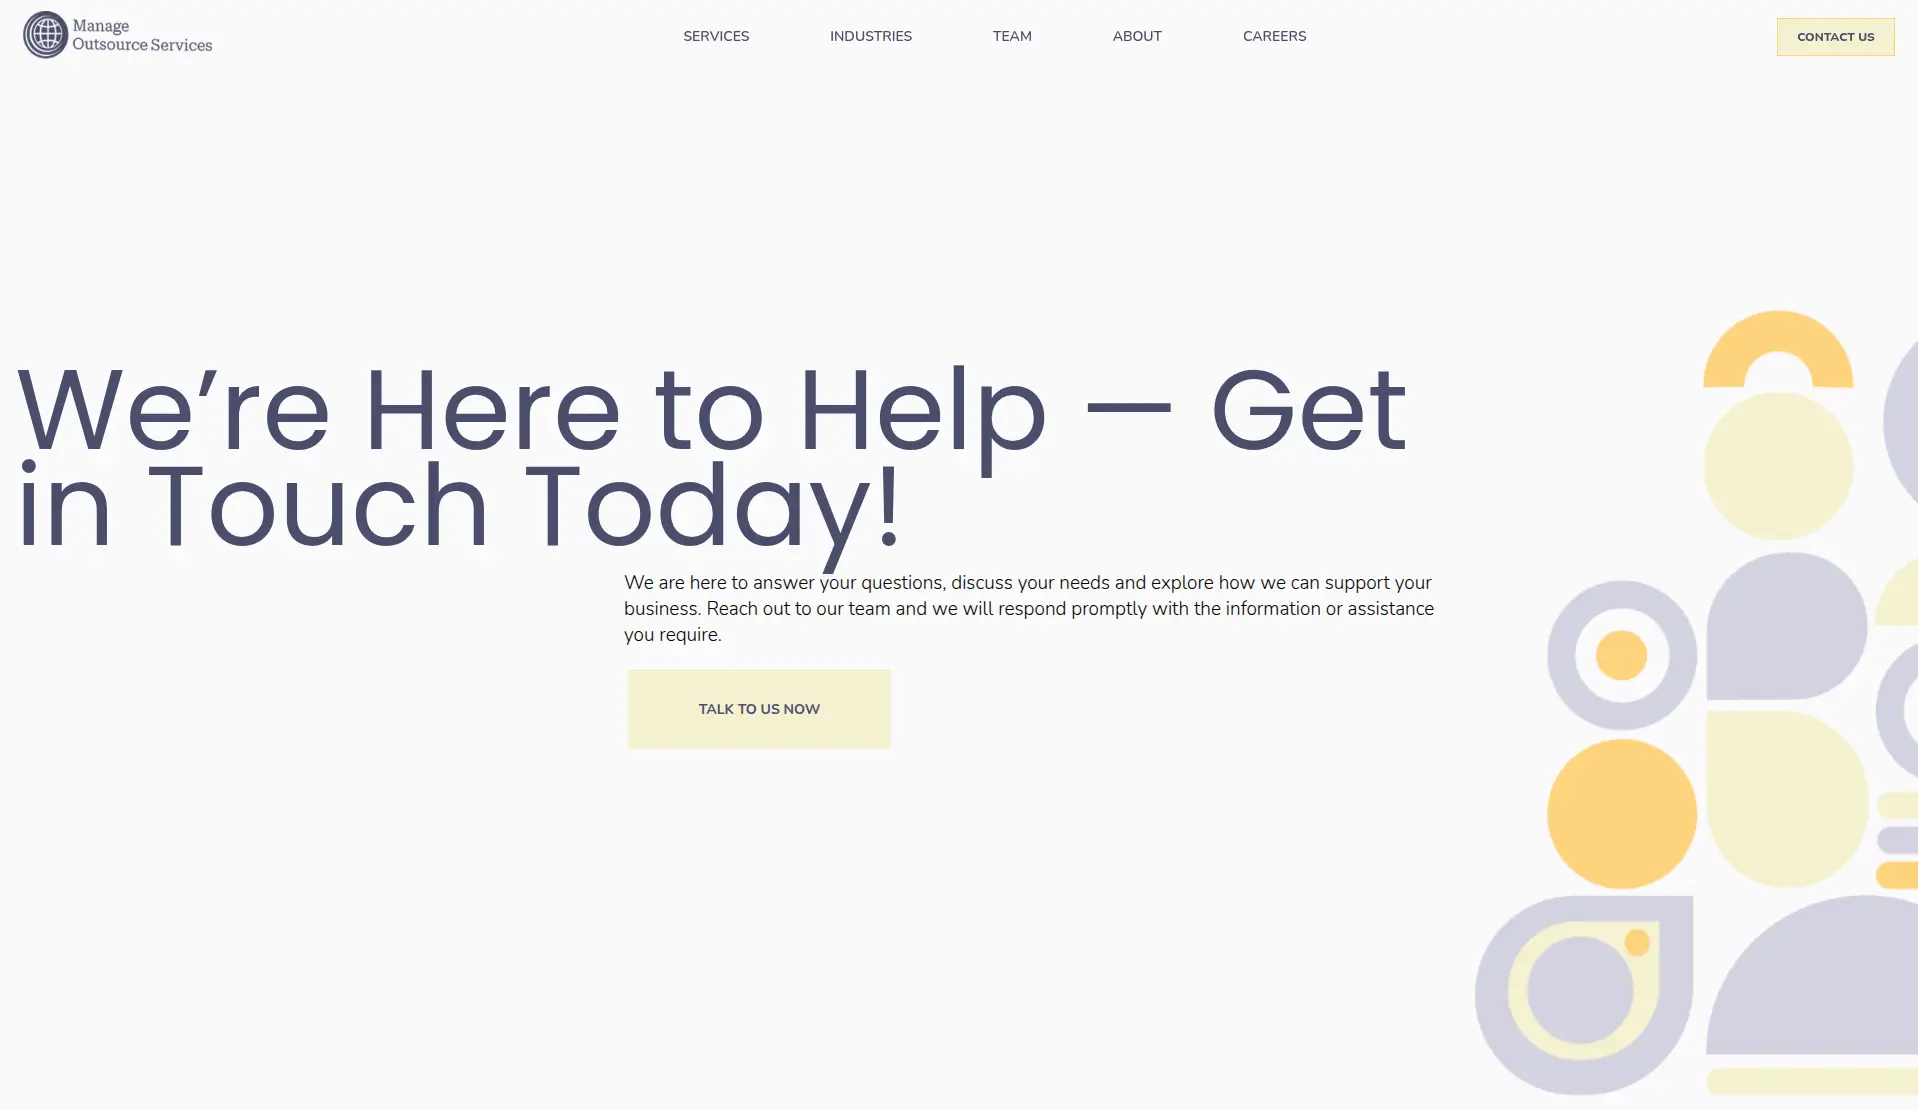 Manage
Outsource Services
SERVICES
INDUSTRIES
TEAM
ABOUT
CAREERS
CONTACT US
We’re Here to Help — Get
in Touch Today!
We are here to answer your questions, discuss your needs and explore how we can support your
business. Reach out to our team and we will respond promptly with the information or assistance
you require.
TALK TO US NOW